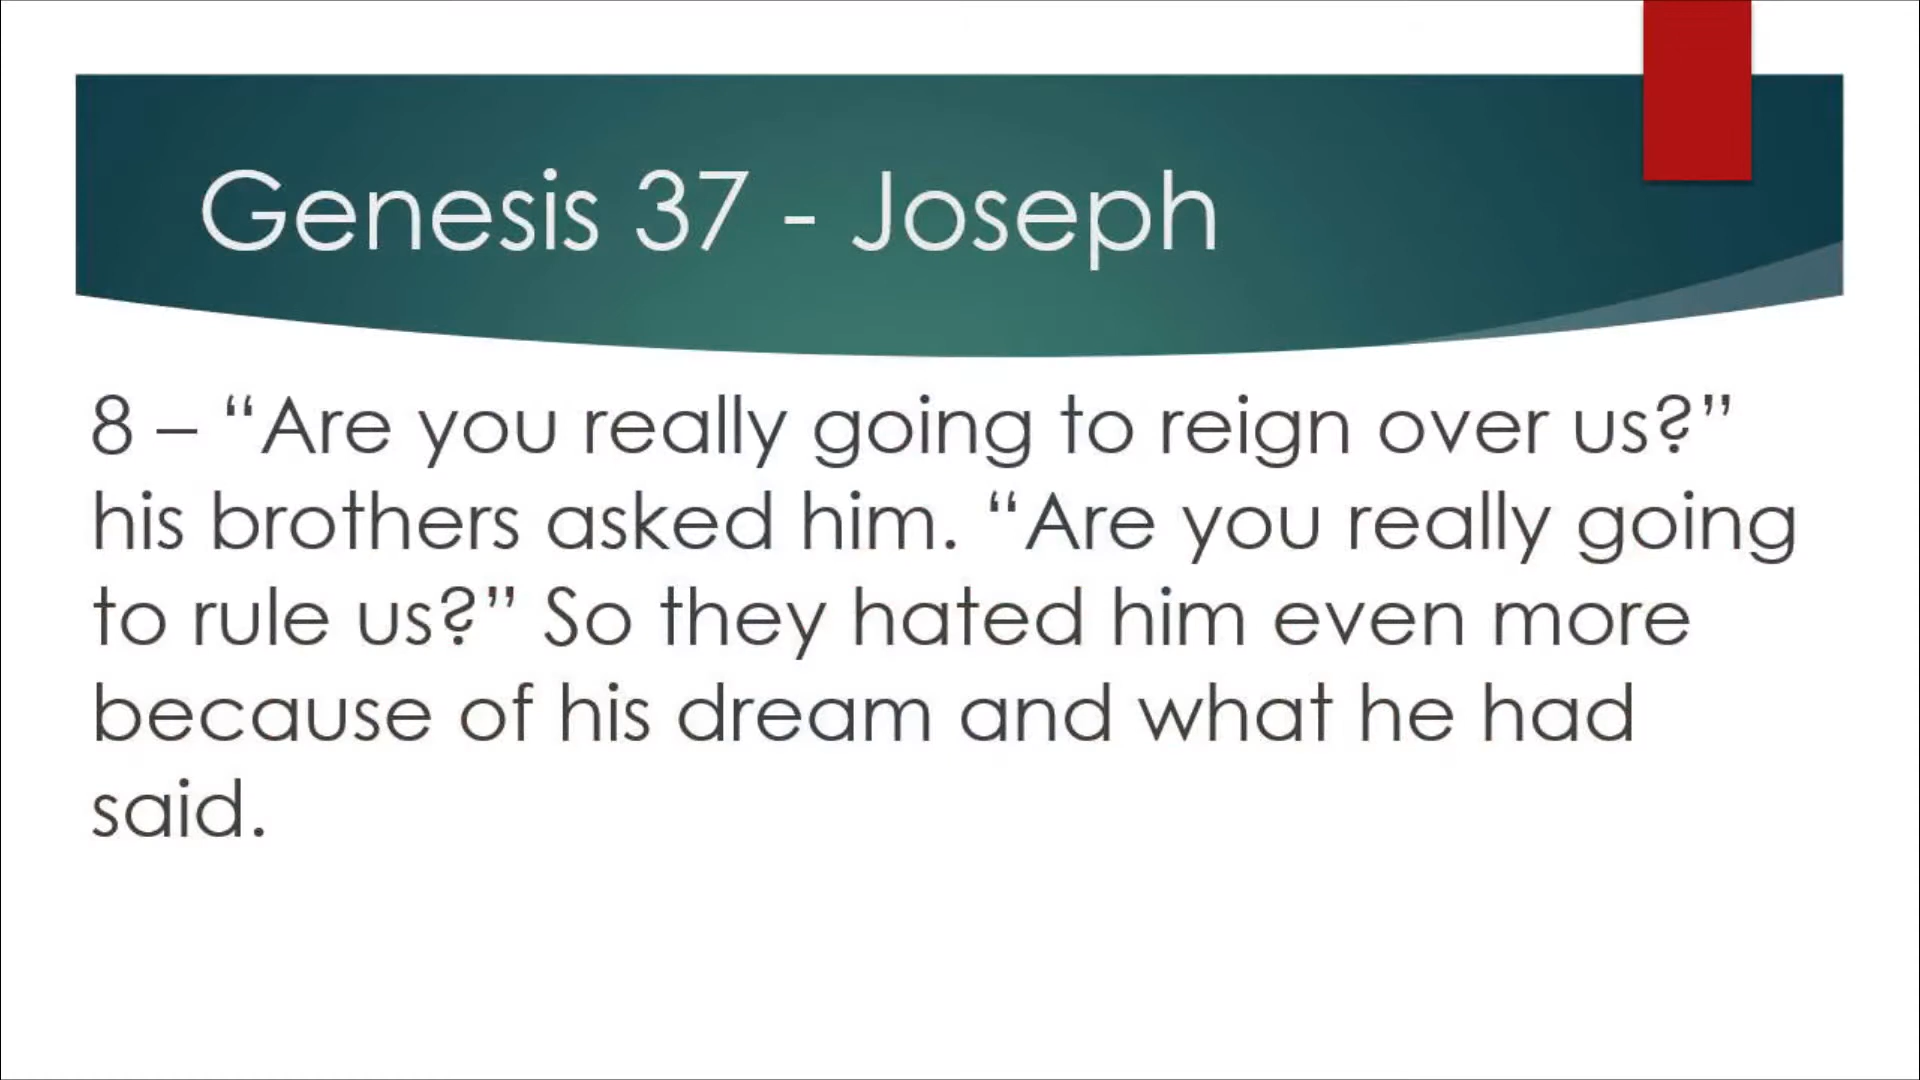 Genesis 37 - Joseph
8 – “Are you really going to reign over us?”
his brothers asked him. “Are you really going
to rule us?” So they hated him even more
because of his dream and what he had
said.